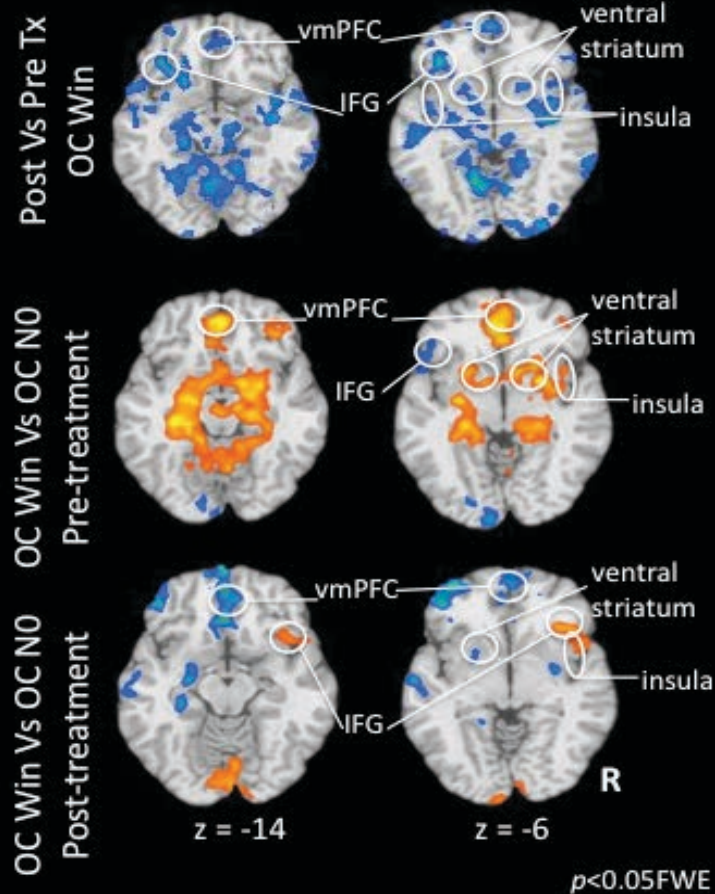 Post Vs Pre Tx
OC Win
vmPFC
ventral
striatum
IFG
insula
OC Win Vs OC N0
Pre-treatment
vmPFC
ventral
striatum
IFG
insula
OC Win Vs OC N0
Post-treatment
vmPFC
ventral
striatum
IFG
insula
R
z = -14
z = -6
p<0.05FWE